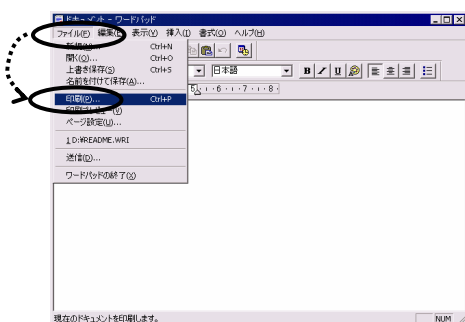 ドキュメント - ワードパッド
ファイル(F) 編集(E) 表示(V) 挿入(I) 書式(O) ヘルプ(H)
Ctrl+N
開く(O)... Ctrl+O
上書き保存(S) Ctrl+S
名前を付けて保存(A)...
日本語
B / U
5 6 7 8
印刷(P)... Ctrl+P
ページ設定(U)...
1 D:¥README.WRI
送信(D)...
ワードパッドの終了(X)
現在のドキュメントを印刷します。
NUM